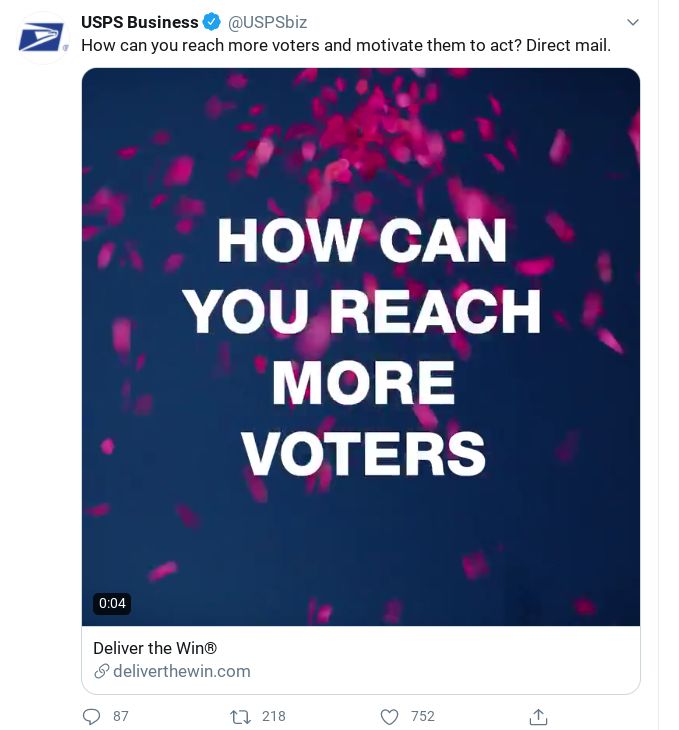 USPS Business @USPSbiz
How can you reach more voters and motivate them to act? Direct mail.
HOW CAN
YOU REACH
MORE
VOTERS
0:04
Deliver the Win®
deliverthewin.com
87 218 752